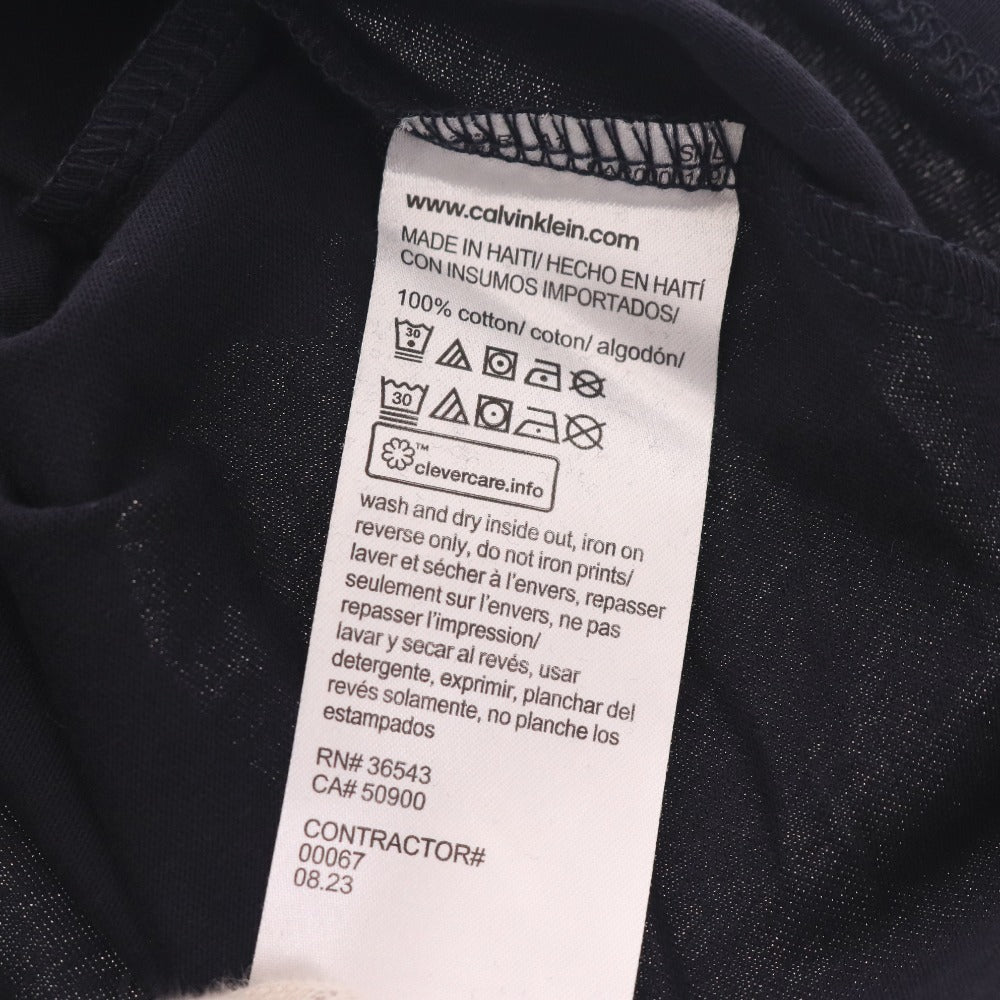 www.calvinklein.com
MADE IN HAITI/ HECHO EN HAITÍ
CON INSUMOS IMPORTADOS/
100% cotton/ coton/ algodón/
30
30
™
clevercare.info
wash and dry inside out, iron on
reverse only, do not iron prints/
laver et sécher à l'envers, repasser
seulement sur l'envers, ne pas
repasser l'impression/
lavar y secar al revés, usar
detergente, exprimir, planchar del
revés solamente, no planche los
estampados
RN# 36543
CA# 50900
CONTRACTOR#
00067
08.23